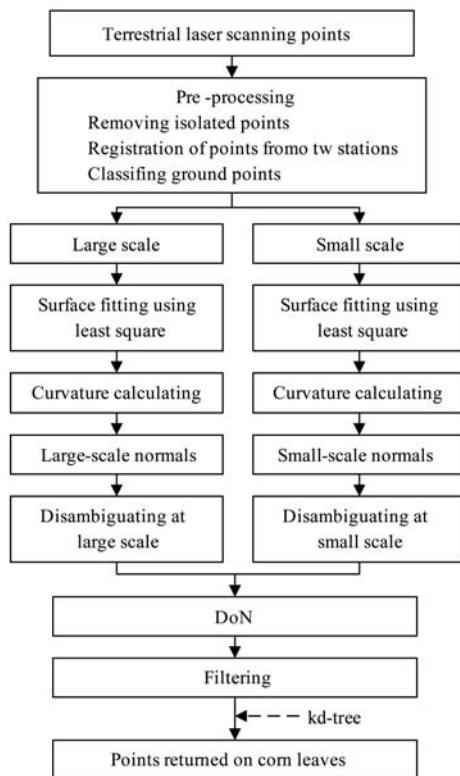 Terrestrial laser scanning points
Pre -processing
Removing isolated points
Registration of points fromo tw stations
Classifing ground points
Large scale
Small scale
Surface fitting using
least square
Surface fitting using
least square
Curvature calculating
Curvature calculating
Large-scale normals
Small-scale normals
Disambiguating at
large scale
Disambiguating at
small scale
DoN
Filtering
kd-tree
Points returned on corn leaves